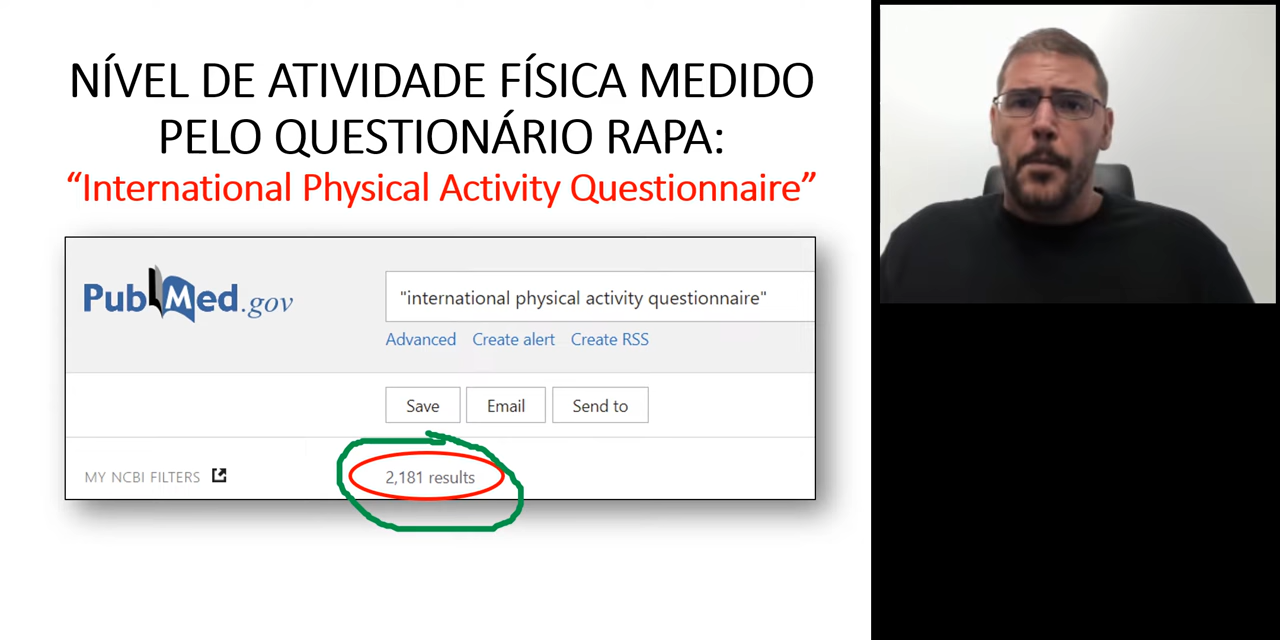 NÍVEL DE ATIVIDADE FÍSICA MEDIDO
PELO QUESTIONÁRIO RAPA:
“International Physical Activity Questionnaire”
PubMed.gov
"international physical activity questionnaire"
Advanced Create alert Create RSS
Save Email Send to
MY NCBI FILTERS 2,181 results